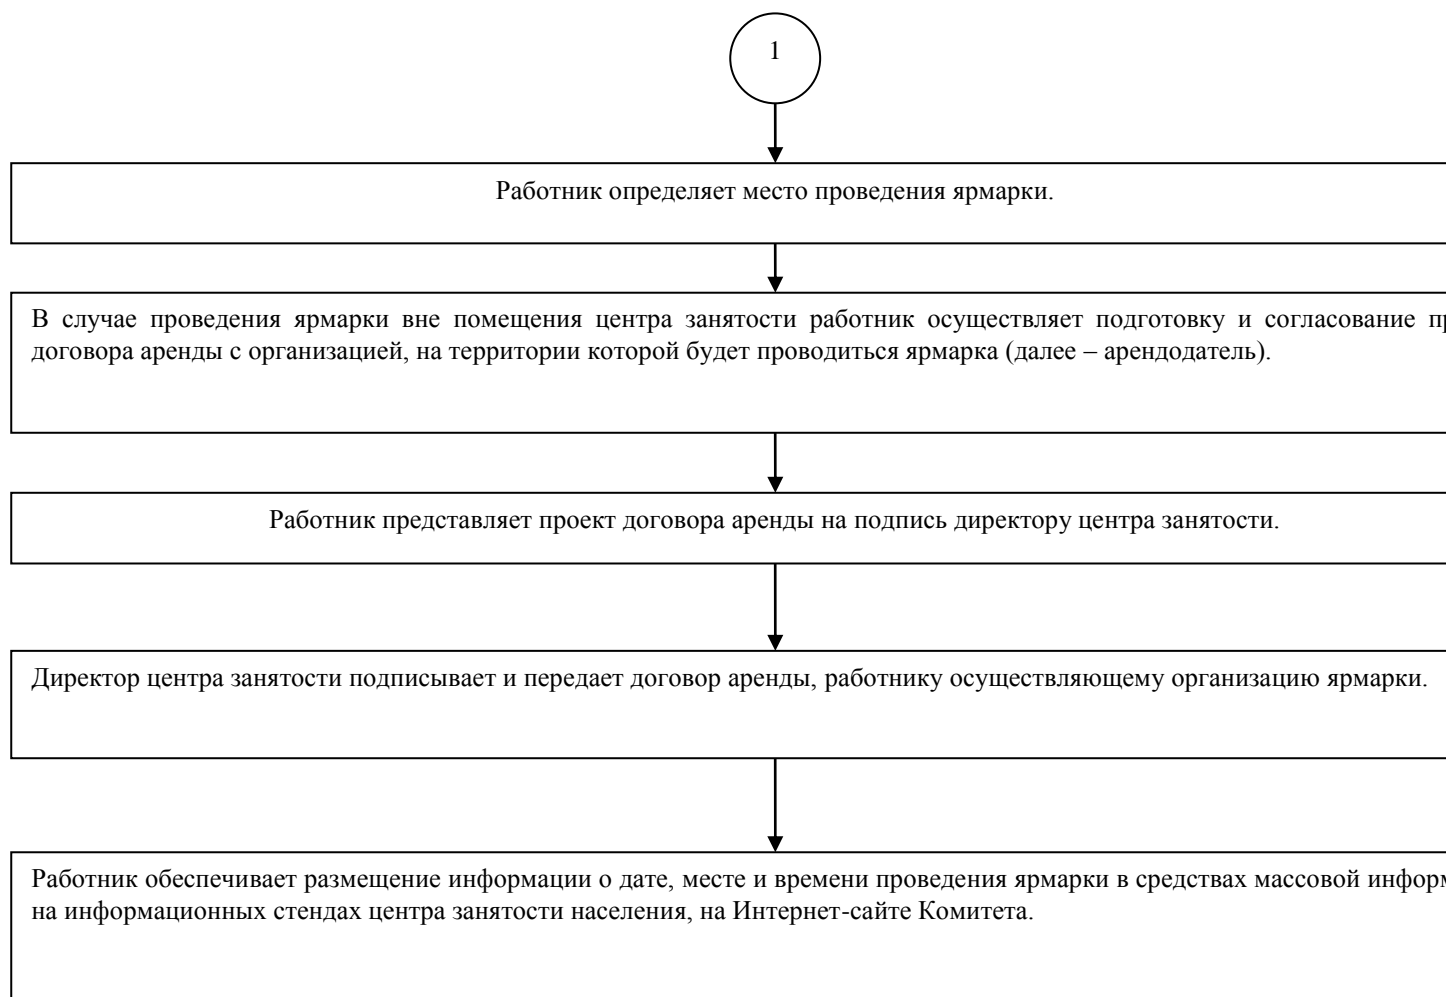 1
Работник определяет место проведения ярмарки.
В случае проведения ярмарки вне помещения центра занятости работник осуществляет подготовку и согласование
договора аренды с организацией, на территории которой будет проводиться ярмарка (далее – арендодатель).
Работник представляет проект договора аренды на подпись директору центра занятости.
Директор центра занятости подписывает и передает договор аренды, работнику осуществляющему организацию ярмарки.
Работник обеспечивает размещение информации о дате, месте и времени проведения ярмарки в средствах массовой
на информационных стендах центра занятости населения, на Интернет-сайте Комитета.